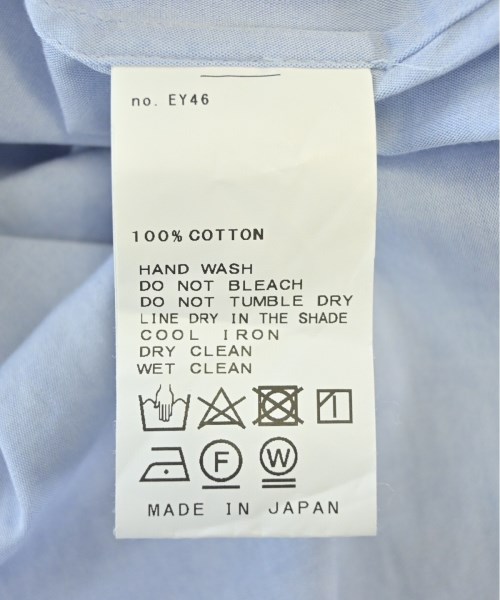 no. EY46
100% COTTON
HAND WASH
DO NOT BLEACH
DO NOT TUMBLE DRY
LINE DRY IN THE SHADE
COOL IRON
DRY CLEAN
WET CLEAN
F W
MADE IN JAPAN